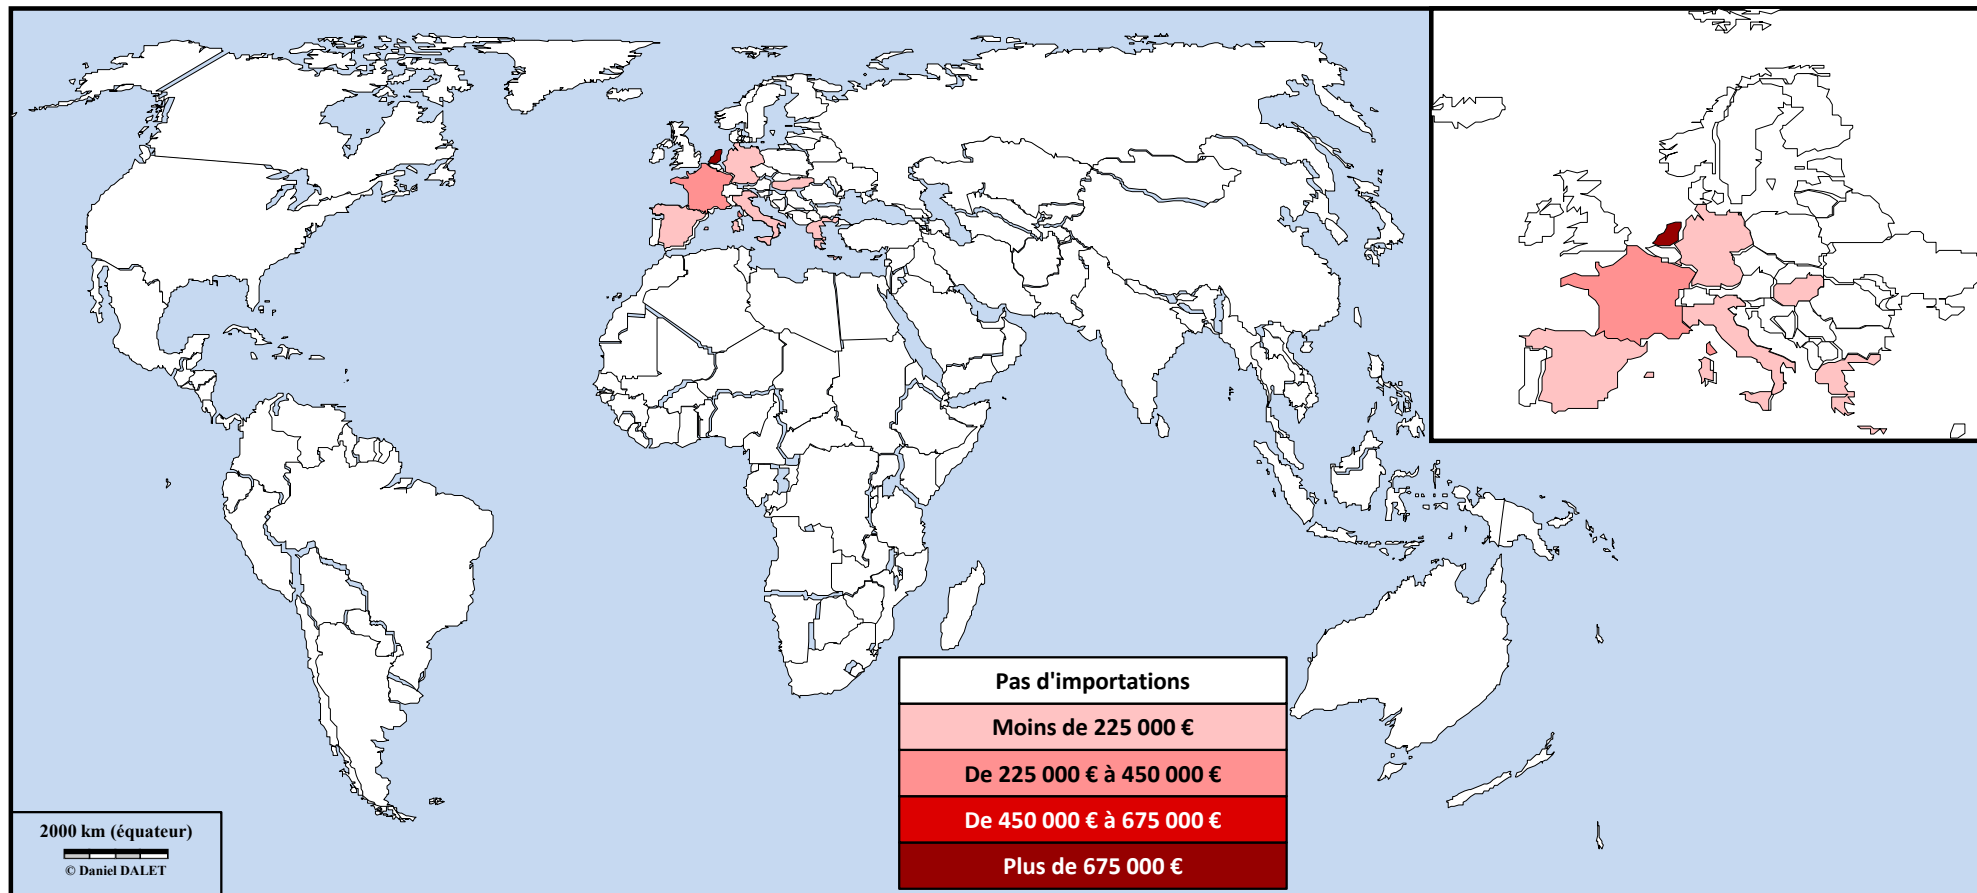 Pas d'importations
Moins de 225 000 €
De 225 000 € à 450 000 €
De 450 000 € à 675 000 €
Plus de 675 000 €
2000 km (équateur)
© Daniel DALET